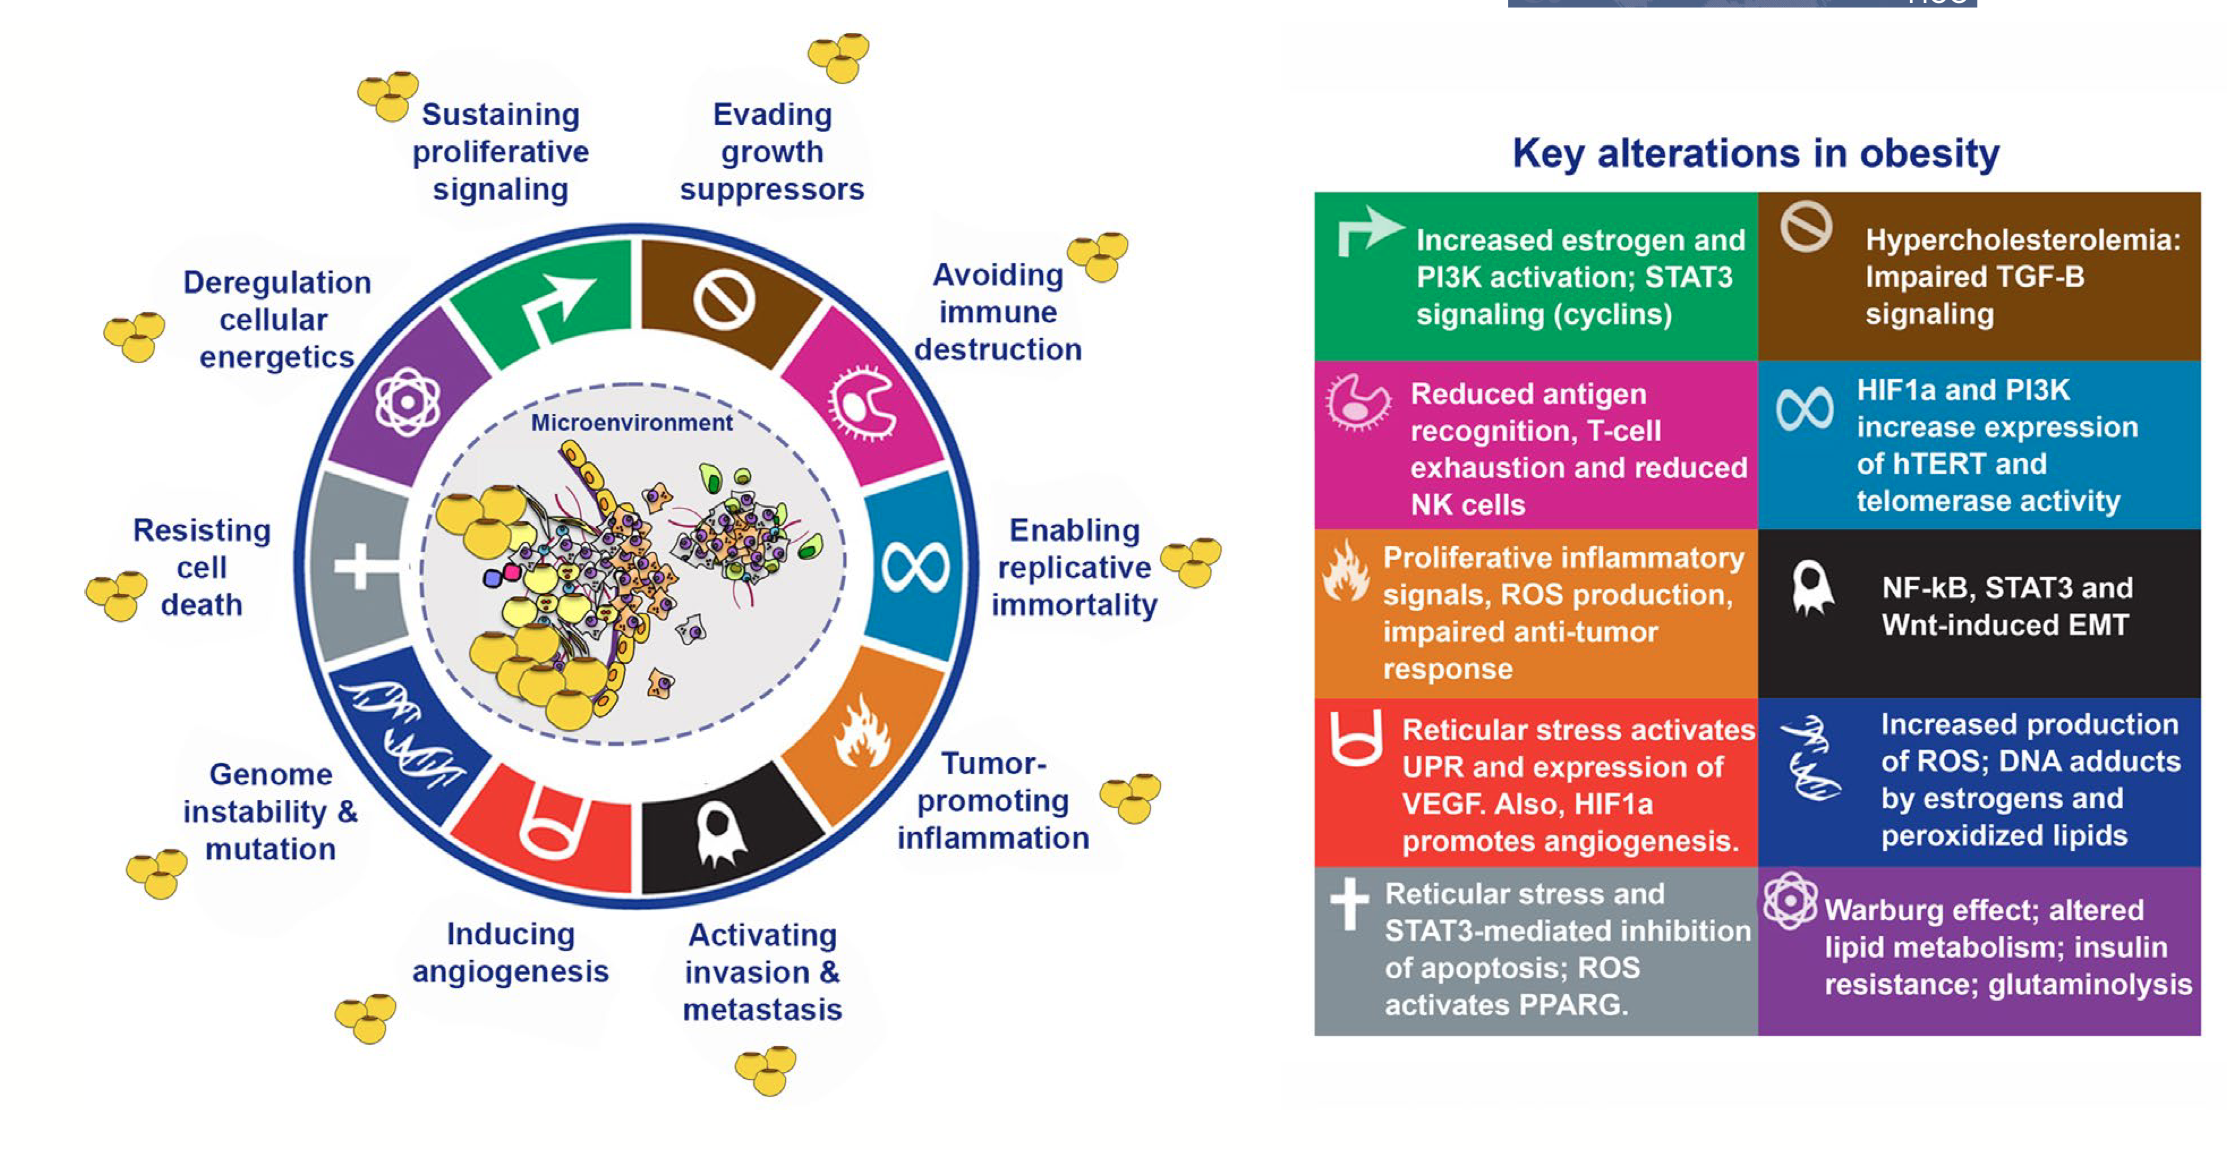 Sustaining
proliferative
signaling
Evading
growth
suppressors
Avoiding
immune
destruction
Enabling
replicative
immortality
Tumor-
promoting
inflammation
Activating
invasion &
metastasis
Inducing
angiogenesis
Genome
instability &
mutation
Resisting
cell
death
Deregulation
cellular
energetics
Microenvironment
Key alterations in obesity
Increased estrogen and
PI3K activation; STAT3
signaling (cyclins)
Hypercholesterolemia:
Impaired TGF-B
signaling
Reduced antigen
recognition, T-cell
exhaustion and reduced
NK cells
HIF1a and PI3K
increase expression
of hTERT and
telomerase activity
Proliferative inflammatory
signals, ROS production,
impaired anti-tumor
response
NF-kB, STAT3 and
Wnt-induced EMT
Reticular stress activates
UPR and expression of
VEGF. Also, HIF1a
promotes angiogenesis.
Increased production
of ROS; DNA adducts
by estrogens and
peroxidized lipids
Reticular stress and
STAT3-mediated inhibition
of apoptosis; ROS
activates PPARG.
Warburg effect; altered
lipid metabolism; insulin
resistance; glutaminolysis